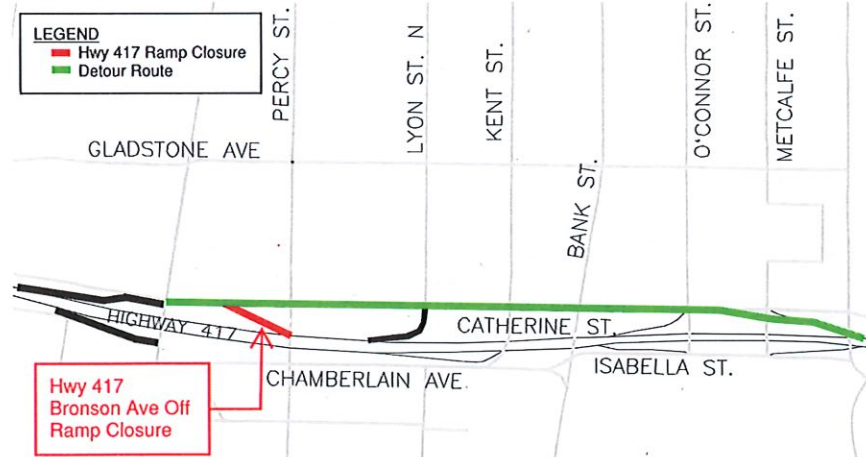 LEGEND
Hwy 417 Ramp Closure
Detour Route
PERCY ST.
LYON ST. N
KENT ST.
BANK ST.
O'CONNOR ST.
METCALFE ST.
GLADSTONE AVE
HIGHWAY 417
CATHERINE ST.
CHAMBERLAIN AVE.
ISABELLA ST.
Hwy 417
Bronson Ave Off
Ramp Closure